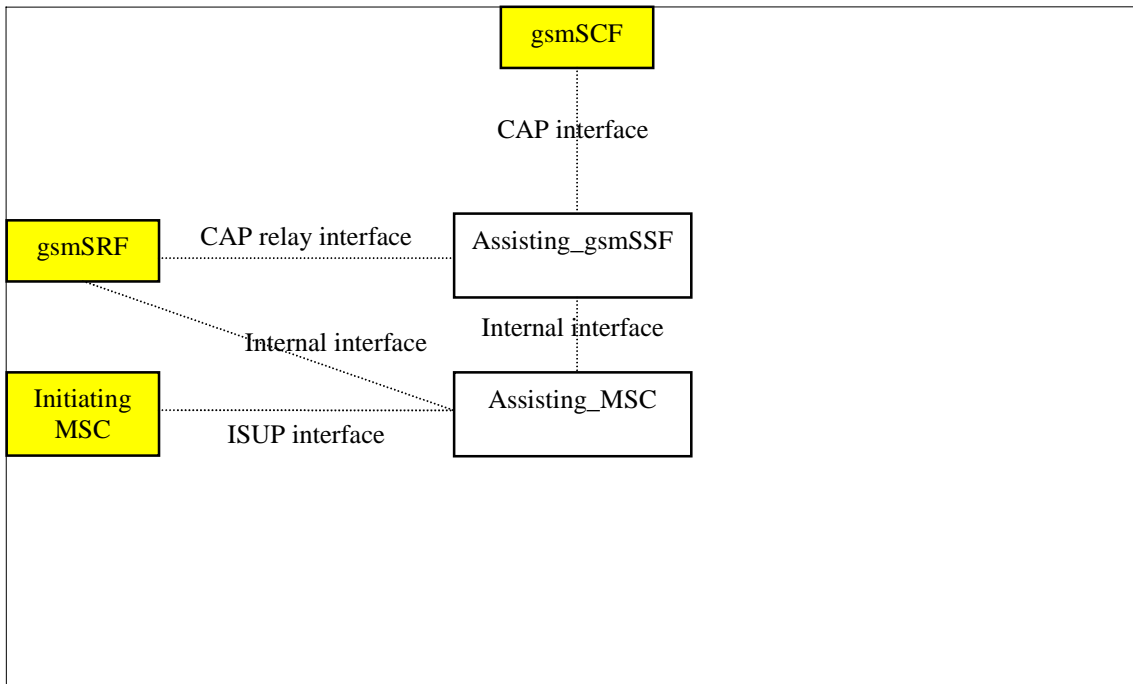 gsmSCF
CAP interface
gsmSRF
CAP relay interface
Assisting_gsmSSF
Internal interface
Internal interface
Initiating
MSC
Assisting_MSC
ISUP interface